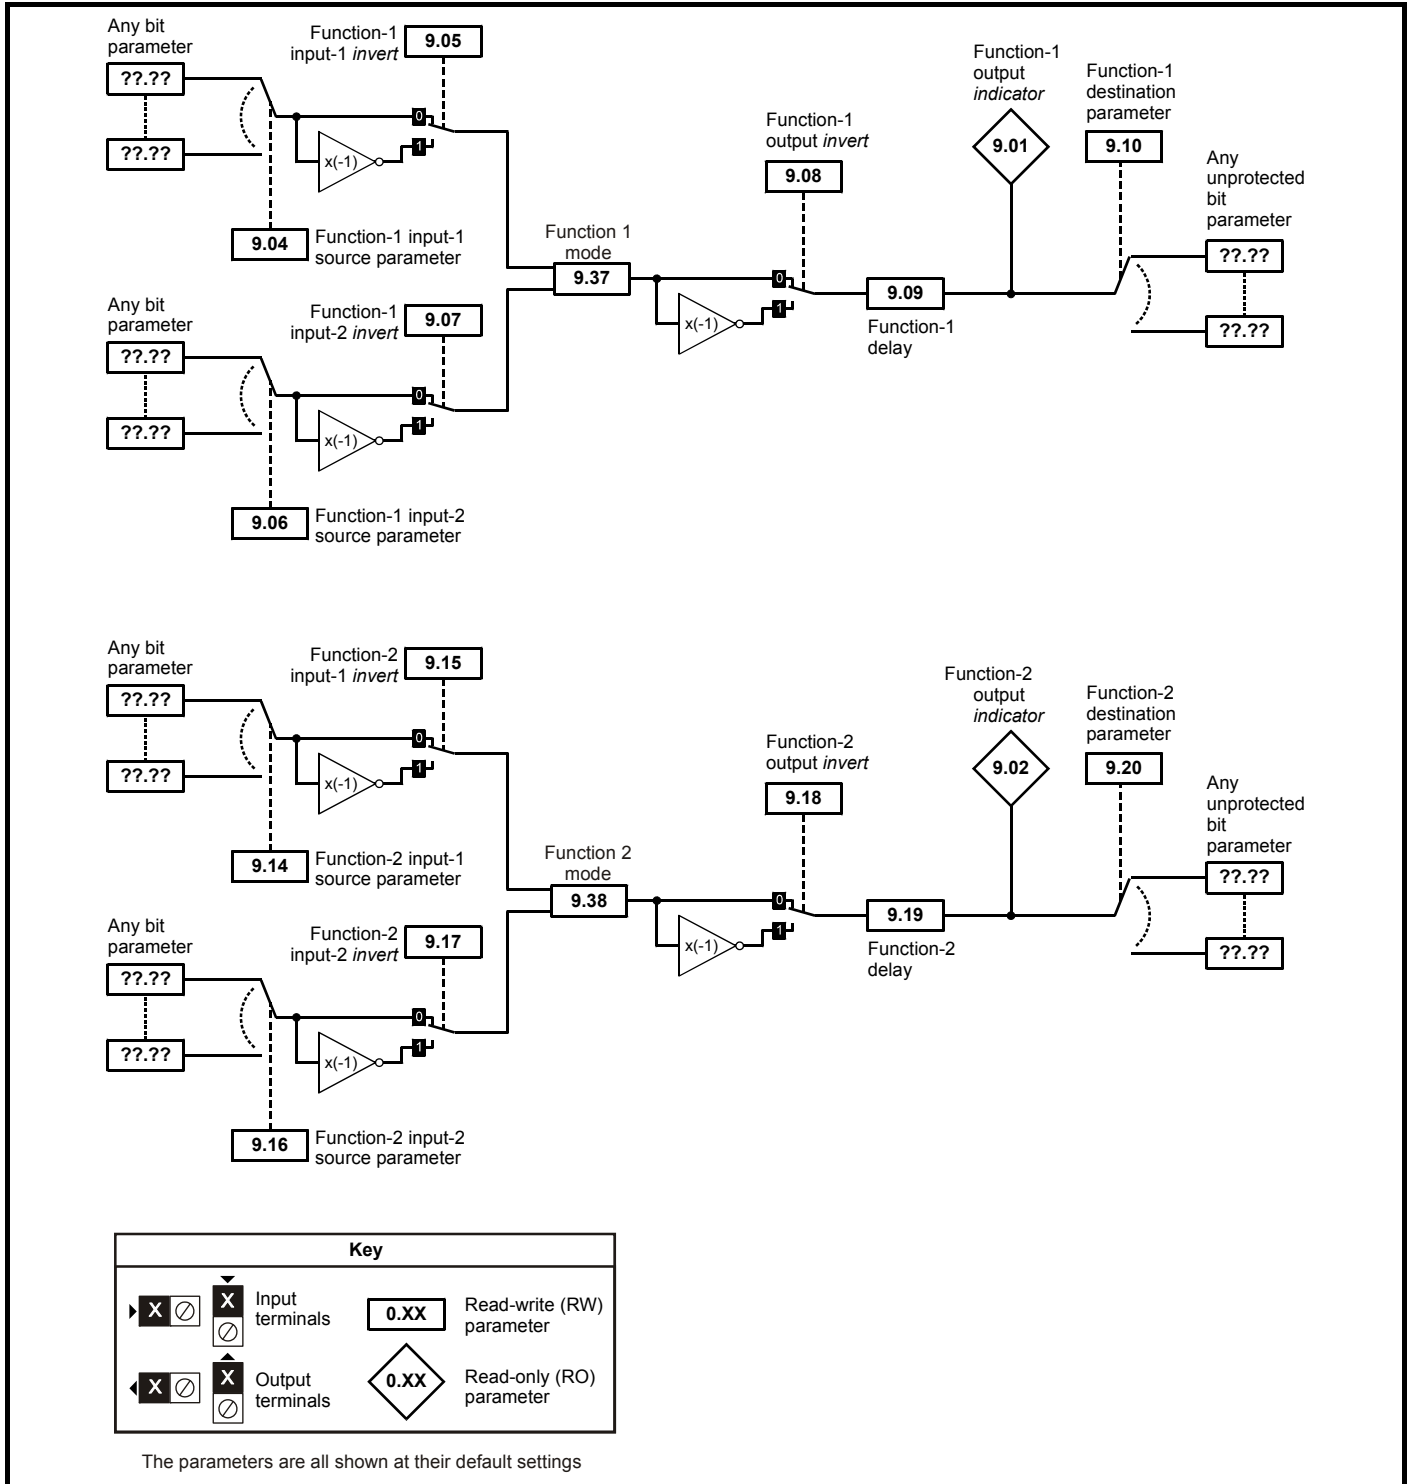 Any bit
parameter
??.??
??.??
Function-1
input-1 invert
9.05
0
1
x(-1)
9.04
Function-1 input-1
source parameter
Any bit
parameter
??.??
??.??
Function-1
input-2 invert
9.07
0
1
x(-1)
9.06
Function-1 input-2
source parameter
Function 1
mode
9.37
x(-1)
Function-1
output invert
9.08
0
1
9.09
Function-1
delay
Function-1
output
indicator
9.01
Function-1
destination
parameter
9.10
Any
unprotected
bit
parameter
??.??
??.??
Any bit
parameter
??.??
??.??
Function-2
input-1 invert
9.15
0
1
x(-1)
9.14
Function-2 input-1
source parameter
Any bit
parameter
??.??
??.??
Function-2
input-2 invert
9.17
0
1
x(-1)
9.16
Function-2 input-2
source parameter
Function 2
mode
9.38
x(-1)
Function-2
output invert
9.18
0
1
9.19
Function-2
delay
Function-2
output
indicator
9.02
Function-2
destination
parameter
9.20
Any
unprotected
bit
parameter
??.??
??.??
Key
X
X
Input
terminals
0.XX
Read-write (RW)
parameter
X
X
Output
terminals
0.XX
Read-only (RO)
parameter
The parameters are all shown at their default settings